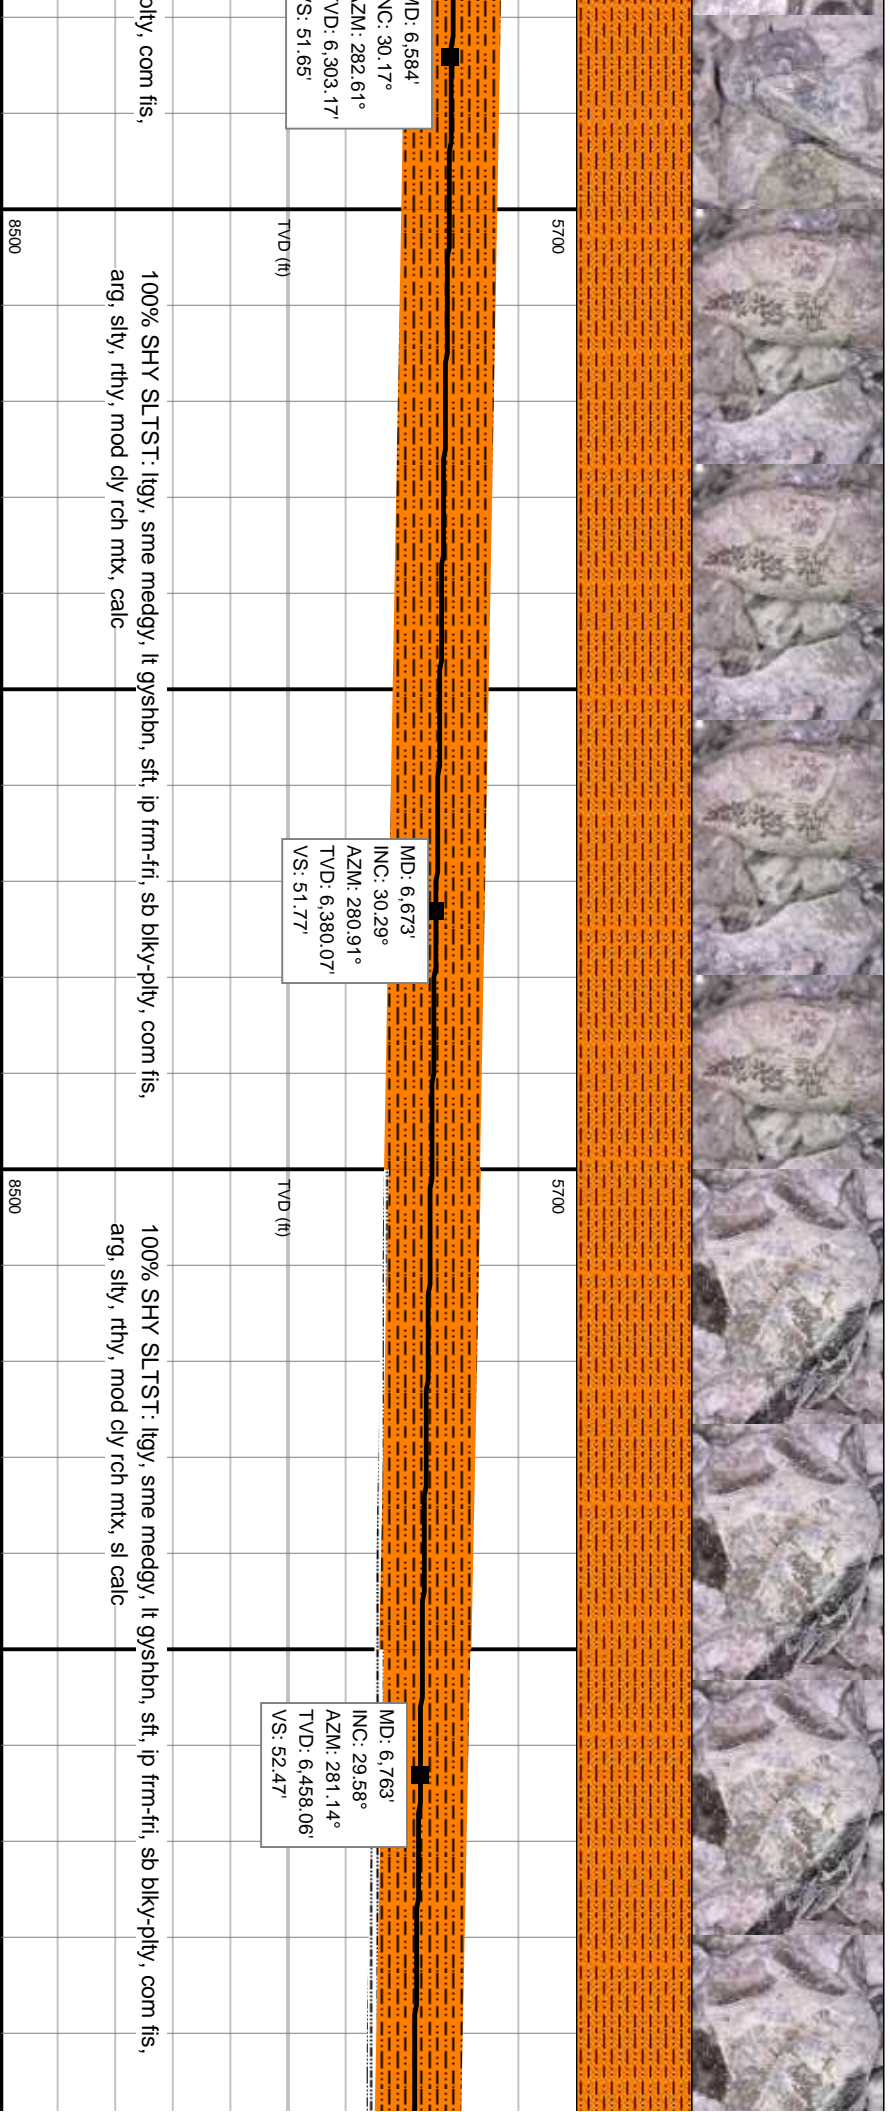 olty, com fis,
MD: 6,584'
INC: 30.17°
AZM: 282.61°
TVD: 6,303.17'
VS: 51.65'
5700
TVD (ft)
8500
100% SHY SLTST: ltgy, sme medgy, lt gyshbn, sft, ip frm-fri, sb blky-plty, com fis,
arg, slty, rthy, mod cly rch mtx, calc
MD: 6,673'
INC: 30.29°
AZM: 280.91°
TVD: 6,380.07'
VS: 51.77'
5700
TVD (ft)
8500
100% SHY SLTST: ltgy, sme medgy, lt gyshbn, sft, ip frm-fri, sb blky-plty, com fis,
arg, slty, rthy, mod cly rch mtx, sl calc
MD: 6,763'
INC: 29.58°
AZM: 281.14°
TVD: 6,458.06'
VS: 52.47'